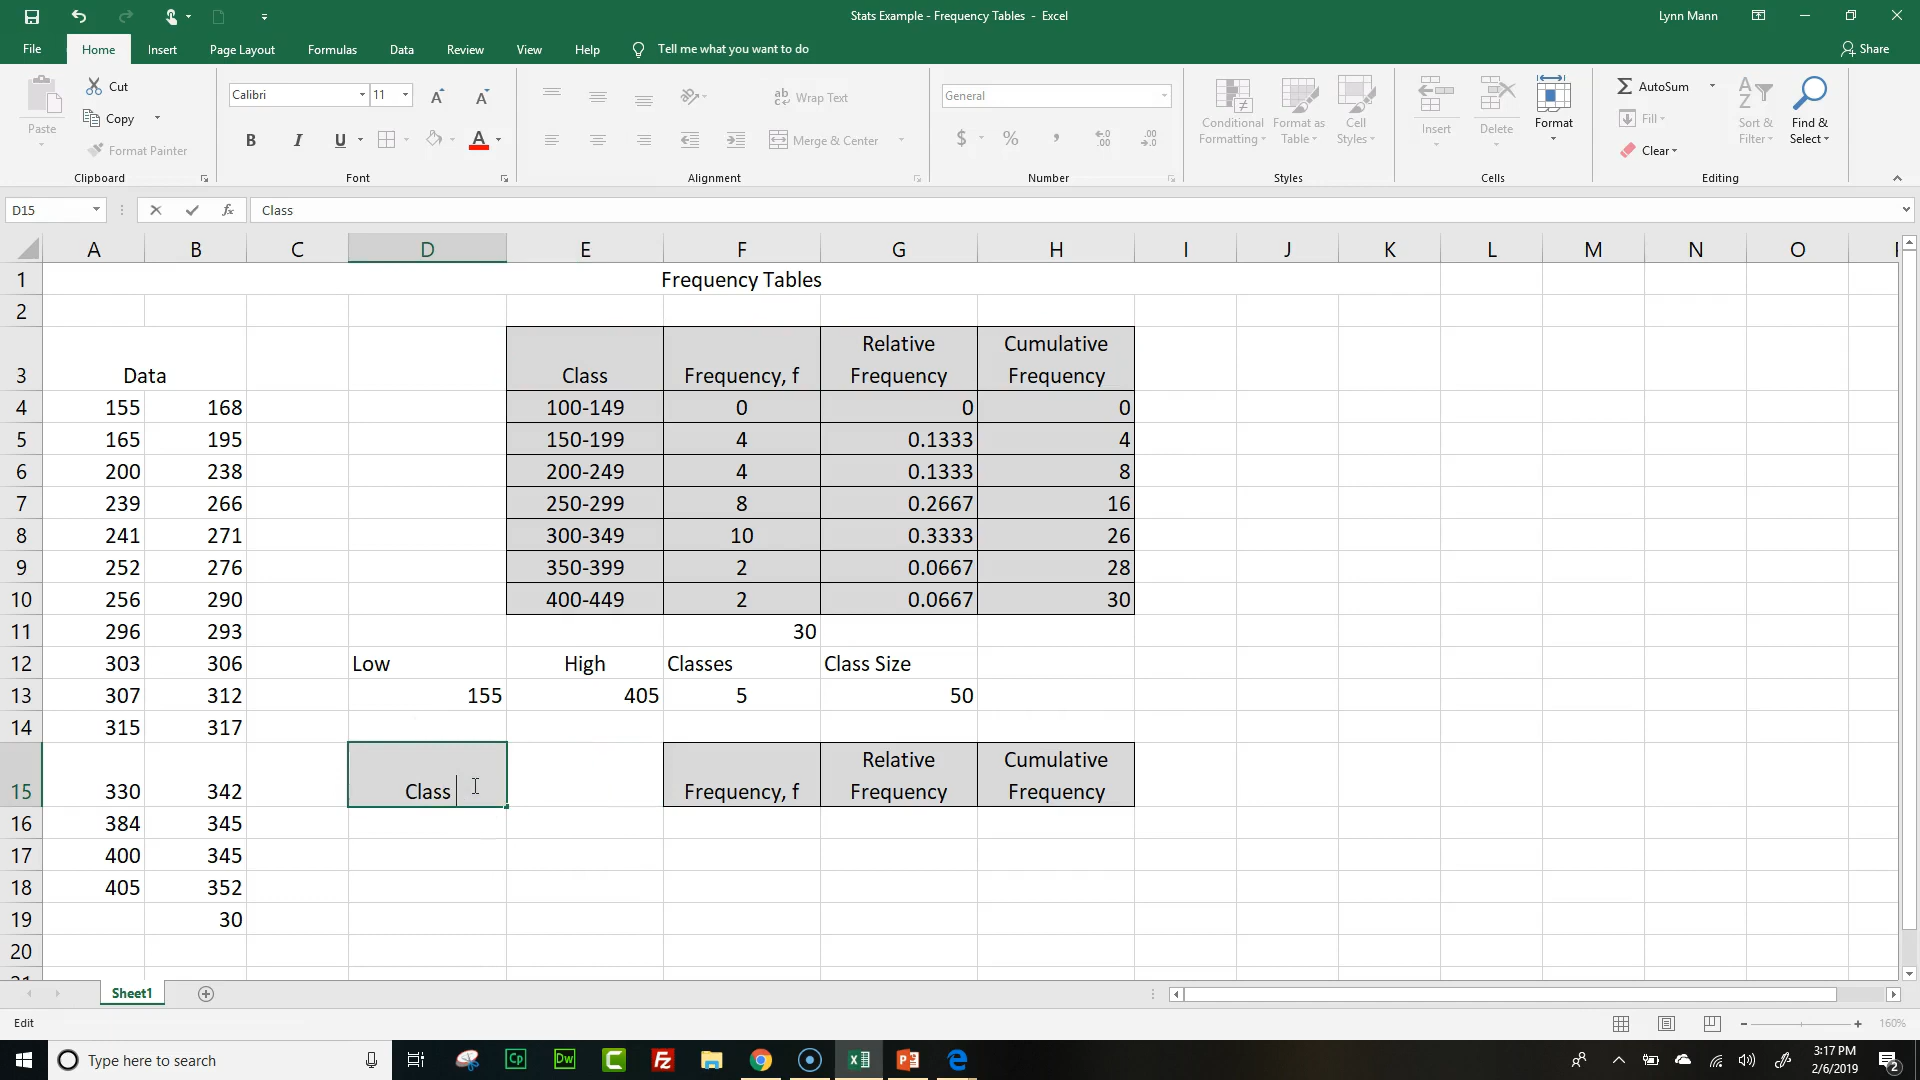 Stats Example - Frequency Tables - Excel
Lynn Mann
File Home Insert Page Layout Formulas Data Review View Help Tell me what you want to do Share
Paste
Cut
Copy
Format Painter
Clipboard
Calibri 11
B I U A
Font
Wrap Text
Merge & Center
Alignment
General
$ % ,
Number
Conditional Formatting
Format as Table
Cell Styles
Styles
Insert Delete Format
Cells
AutoSum
Fill
Clear
Sort & Filter
Find & Select
Editing
D15 fx Class
A B C D E F G H I J K L M N O
1 Frequency Tables
2
3 Data Class Frequency, f Relative Frequency Cumulative Frequency
4 155 168 100-149 0 0 0
5 165 195 150-199 4 0.1333 4
6 200 238 200-249 4 0.1333 8
7 239 266 250-299 8 0.2667 16
8 241 271 300-349 10 0.3333 26
9 252 276 350-399 2 0.0667 28
10 256 290 400-449 2 0.0667 30
11 296 293 30
12 303 306 Low High Classes Class Size
13 307 312 155 405 5 50
14 315 317
15 330 342 Class Frequency, f Relative Frequency Cumulative Frequency
16 384 345
17 400 345
18 405 352
19 30
20
Sheet1
Edit
160%
Type here to search
Cp Dw C Fz
3:17 PM
2/6/2019
2